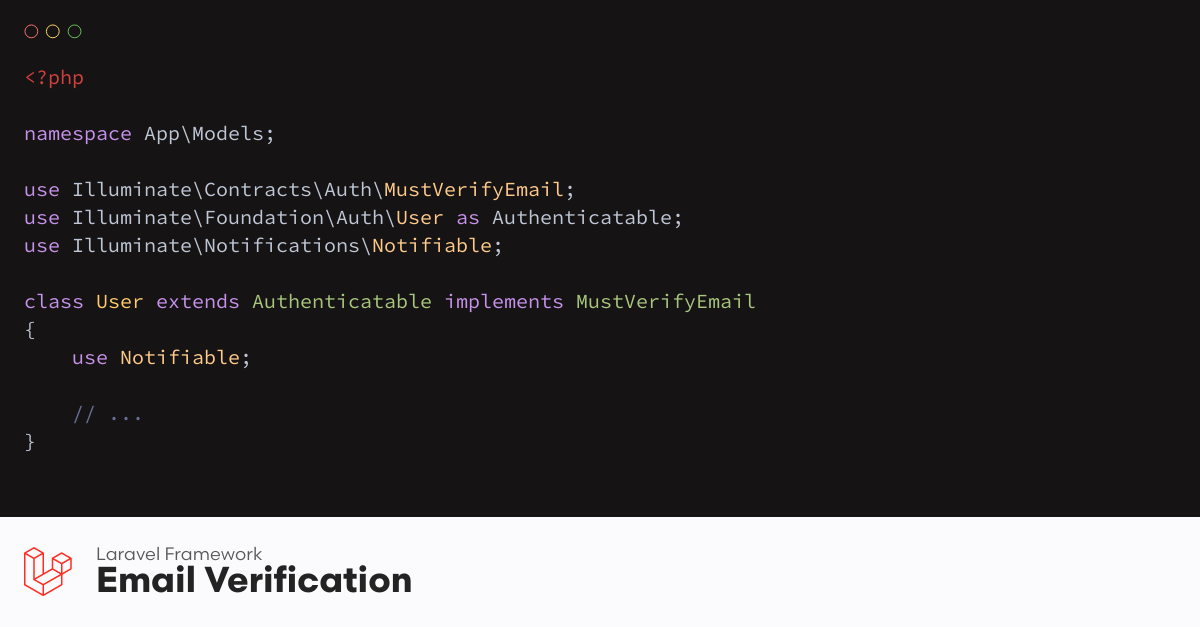 <?php
namespace App\Models;
use Illuminate\Contracts\Auth\MustVerifyEmail;
use Illuminate\Foundation\Auth\User as Authenticatable;
use Illuminate\Notifications\Notifiable;
class User extends Authenticatable implements MustVerifyEmail
{
    use Notifiable;
    // ...
}
Laravel Framework
Email Verification